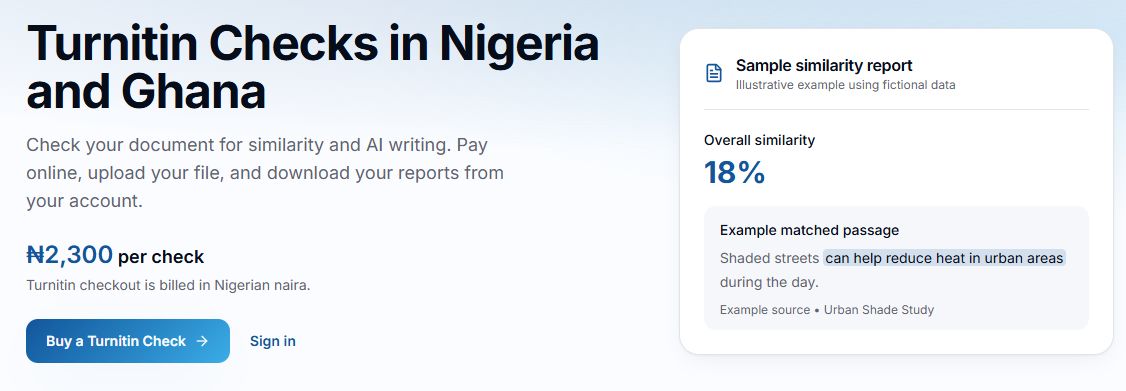 Turnitin Checks in Nigeria
and Ghana
Check your document for similarity and AI writing. Pay
online, upload your file, and download your reports from
your account.
₦2,300 per check
Turnitin checkout is billed in Nigerian naira.
Buy a Turnitin Check →
Sign in
Sample similarity report
Illustrative example using fictional data
Overall similarity
18%
Example matched passage
Shaded streets can help reduce heat in urban areas
during the day.
Example source • Urban Shade Study